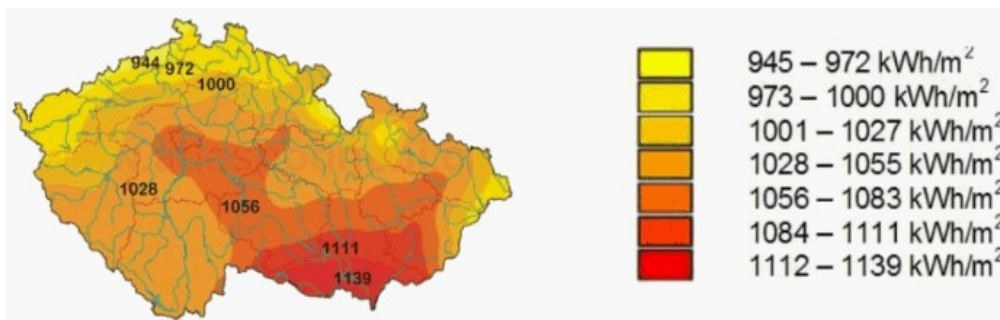 944
972
1000
1028
1056
1111
1139
945 – 972 kWh/m²
973 – 1000 kWh/m²
1001 – 1027 kWh/m²
1028 – 1055 kWh/m²
1056 – 1083 kWh/m²
1084 – 1111 kWh/m²
1112 – 1139 kWh/m²